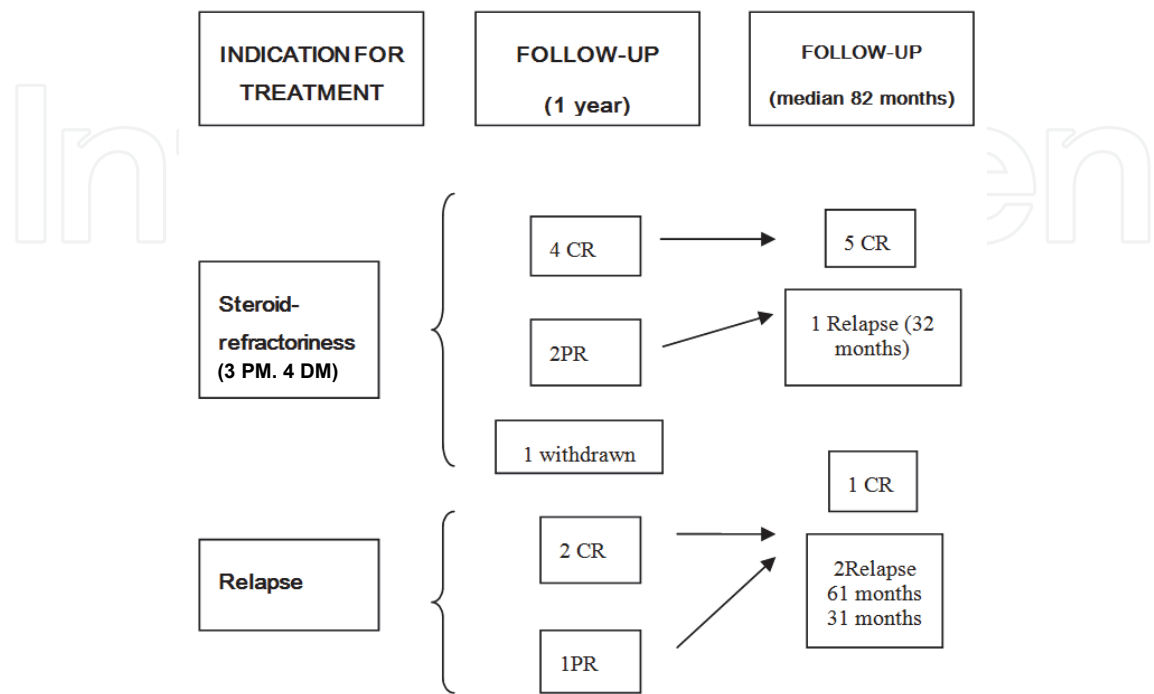 INDICATION FOR
TREATMENT
FOLLOW-UP
(1 year)
FOLLOW-UP
(median 82 months)
Steroid-
refractoriness
(3 PM. 4 DM)
4 CR
2PR
1 withdrawn
5 CR
1 Relapse (32
months)
Relapse
2 CR
1PR
1 CR
2Relapse
61 months
31 months